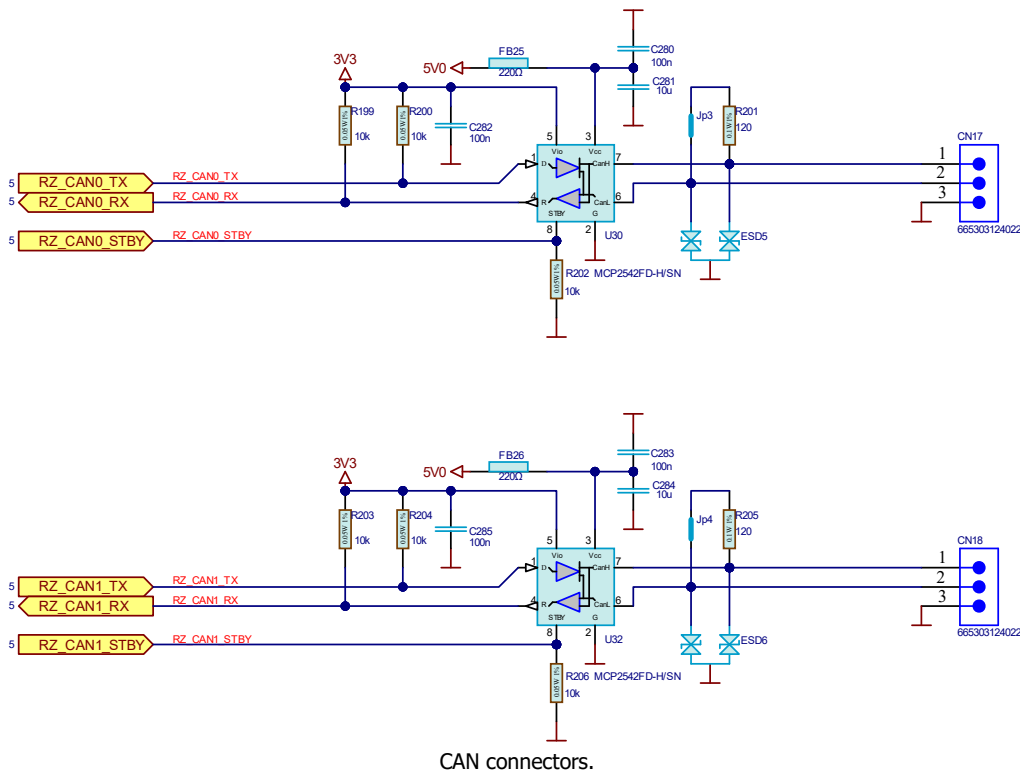 C280
100n
FB25
220Ω
3V3
5V0
C281
10u
R199
0.05W 1%
10k
R200
0.05W 1%
10k
C282
100n
Jp3
R201
0.1W 1%
120
CN17
5
3
Vio
Vcc
1
D
CanH
7
1
5
RZ_CAN0_TX
RZ_CAN0_TX
2
5
RZ_CAN0_RX
RZ_CAN0_RX
4
R
CanL
6
3
STBY
G
665303124022
5
RZ_CAN0_STBY
RZ_CAN0_STBY
8
2
U30
ESD5
R202
MCP2542FD-H/SN
0.05W 1%
10k
C283
100n
FB26
220Ω
3V3
5V0
C284
10u
R203
0.05W 1%
10k
R204
0.05W 1%
10k
C285
100n
Jp4
R205
0.1W 1%
120
CN18
5
3
Vio
Vcc
1
D
CanH
7
1
5
RZ_CAN1_TX
RZ_CAN1_TX
2
5
RZ_CAN1_RX
RZ_CAN1_RX
4
R
CanL
6
3
STBY
G
665303124022
5
RZ_CAN1_STBY
RZ_CAN1_STBY
8
2
U32
ESD6
R206
MCP2542FD-H/SN
0.05W 1%
10k
CAN connectors.